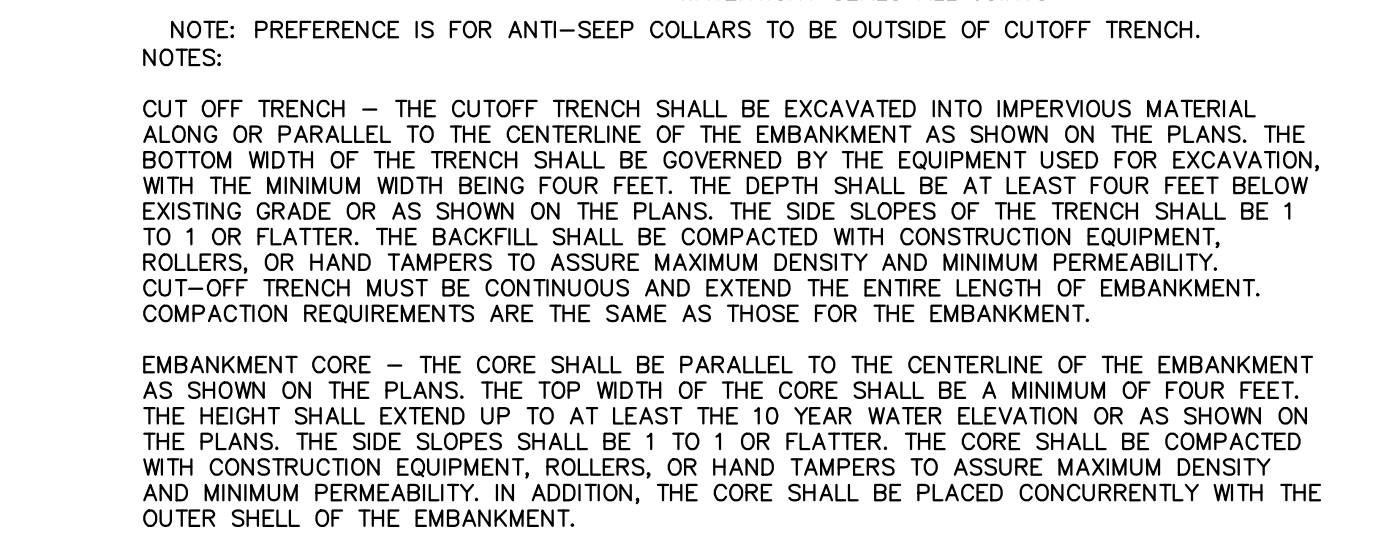 NOTE: PREFERENCE IS FOR ANTI-SEEP COLLARS TO BE OUTSIDE OF CUTOFF TRENCH.
NOTES:
CUT OFF TRENCH – THE CUTOFF TRENCH SHALL BE EXCAVATED INTO IMPERVIOUS MATERIAL
ALONG OR PARALLEL TO THE CENTERLINE OF THE EMBANKMENT AS SHOWN ON THE PLANS. THE
BOTTOM WIDTH OF THE TRENCH SHALL BE GOVERNED BY THE EQUIPMENT USED FOR EXCAVATION,
WITH THE MINIMUM WIDTH BEING FOUR FEET. THE DEPTH SHALL BE AT LEAST FOUR FEET BELOW
EXISTING GRADE OR AS SHOWN ON THE PLANS. THE SIDE SLOPES OF THE TRENCH SHALL BE 1
TO 1 OR FLATTER. THE BACKFILL SHALL BE COMPACTED WITH CONSTRUCTION EQUIPMENT,
ROLLERS, OR HAND TAMPERS TO ASSURE MAXIMUM DENSITY AND MINIMUM PERMEABILITY.
CUT-OFF TRENCH MUST BE CONTINUOUS AND EXTEND THE ENTIRE LENGTH OF EMBANKMENT.
COMPACTION REQUIREMENTS ARE THE SAME AS THOSE FOR THE EMBANKMENT.
EMBANKMENT CORE – THE CORE SHALL BE PARALLEL TO THE CENTERLINE OF THE EMBANKMENT
AS SHOWN ON THE PLANS. THE TOP WIDTH OF THE CORE SHALL BE A MINIMUM OF FOUR FEET.
THE HEIGHT SHALL EXTEND UP TO AT LEAST THE 10 YEAR WATER ELEVATION OR AS SHOWN ON
THE PLANS. THE SIDE SLOPES SHALL BE 1 TO 1 OR FLATTER. THE CORE SHALL BE COMPACTED
WITH CONSTRUCTION EQUIPMENT, ROLLERS, OR HAND TAMPERS TO ASSURE MAXIMUM DENSITY
AND MINIMUM PERMEABILITY. IN ADDITION, THE CORE SHALL BE PLACED CONCURRENTLY WITH THE
OUTER SHELL OF THE EMBANKMENT.